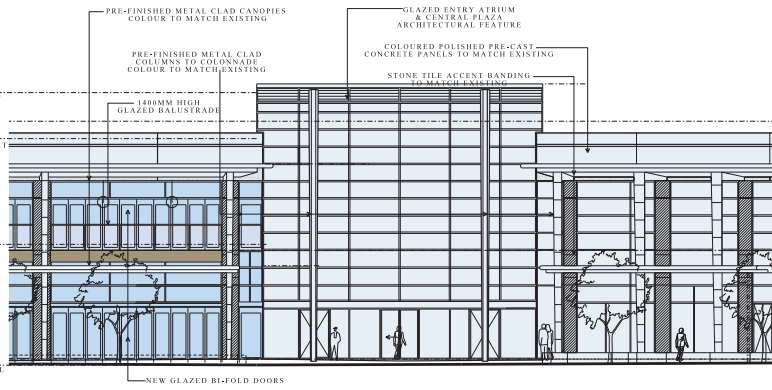 PRE-FINISHED METAL CLAD CANOPIES
COLOUR TO MATCH EXISTING
GLAZED ENTRY ATRIUM
& CENTRAL PLAZA
ARCHITECTURAL FEATURE
PRE-FINISHED METAL CLAD
COLUMNS TO COLONNADE
COLOUR TO MATCH EXISTING
COLOURED POLISHED PRE-CAST
CONCRETE PANELS TO MATCH EXISTING
STONE TILE ACCENT BANDING
TO MATCH EXISTING
1400MM HIGH
GLAZED BALUSTRADE
T
L
NEW GLAZED BI-FOLD DOORS